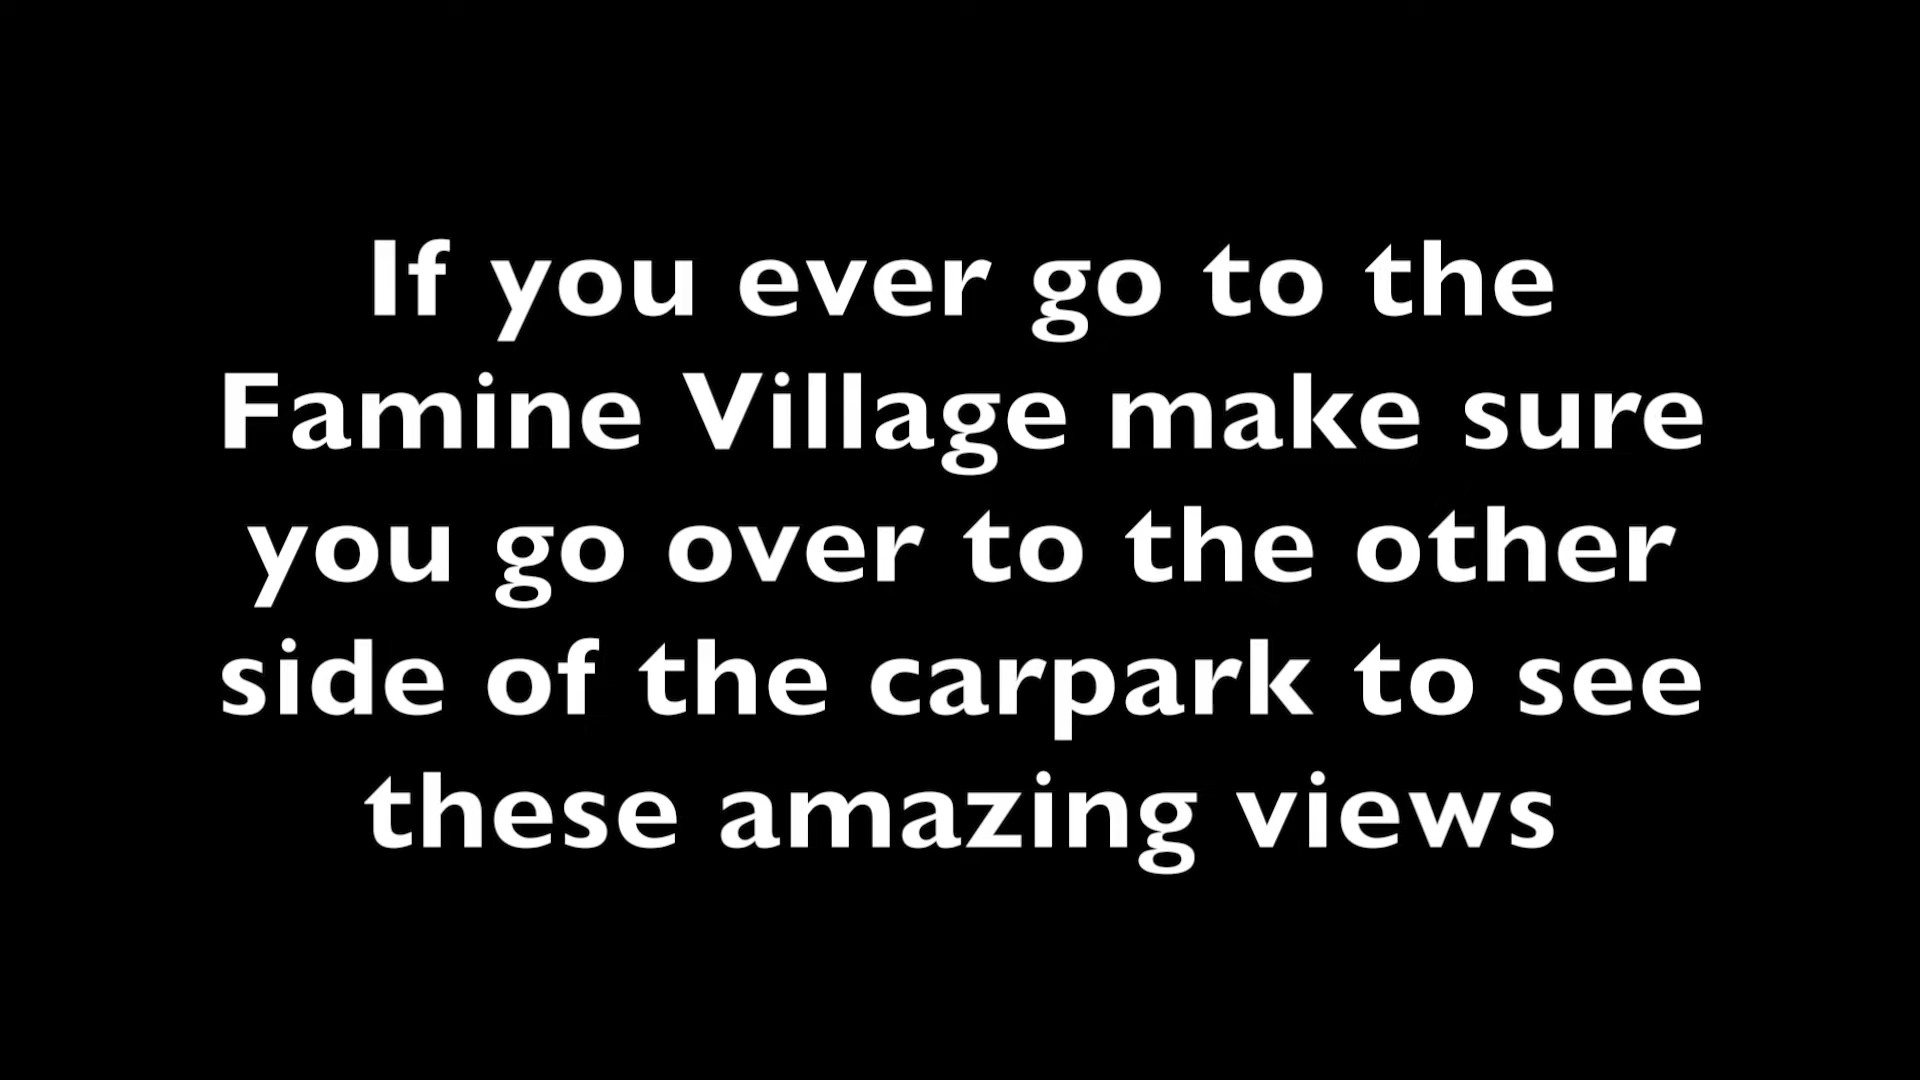 If you ever go to the
Famine Village make sure
you go over to the other
side of the carpark to see
these amazing views